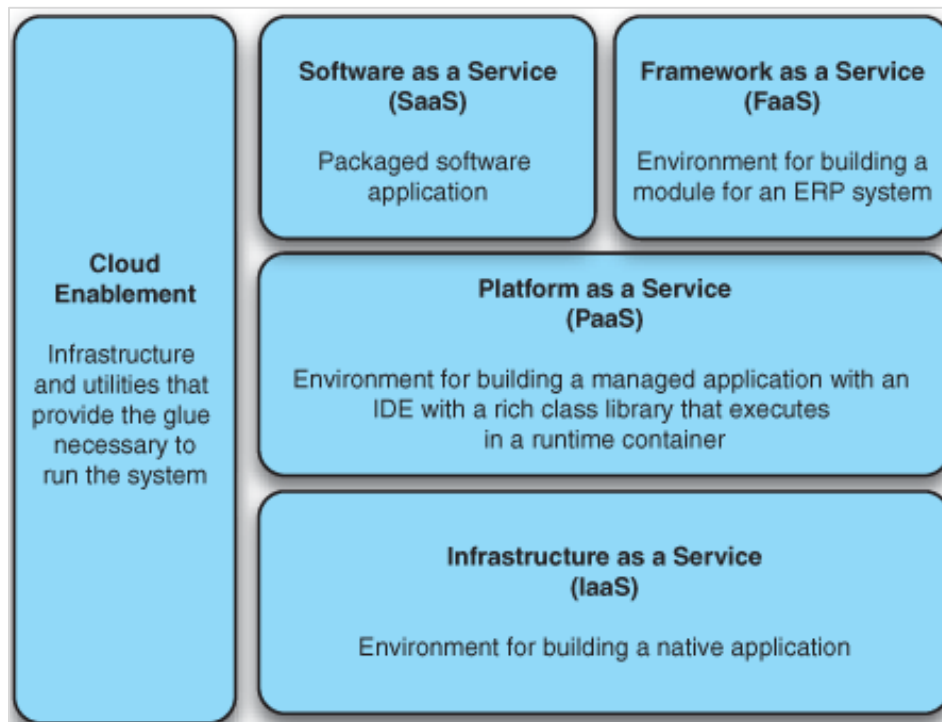 Cloud
Enablement
Infrastructure
and utilities that
provide the glue
necessary to
run the system
Software as a Service
(SaaS)
Packaged software
application
Framework as a Service
(FaaS)
Environment for building a
module for an ERP system
Platform as a Service
(PaaS)
Environment for building a managed application with an
IDE with a rich class library that executes
in a runtime container
Infrastructure as a Service
(IaaS)
Environment for building a native application